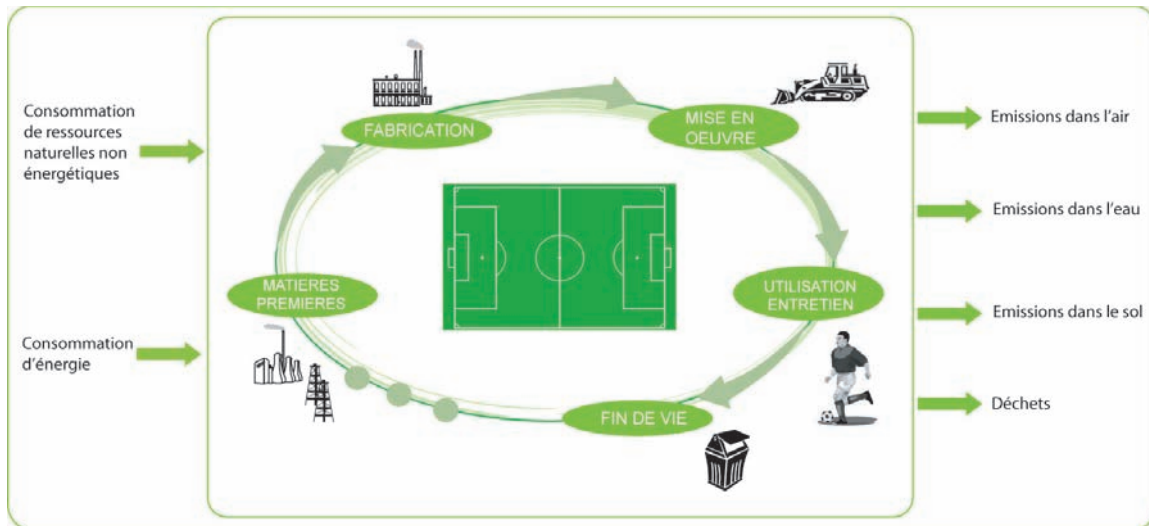 Consommation
de ressources
naturelles non
énergétiques
Consommation
d'énergie
FABRICATION
MISE EN
OEUVRE
MATIERES
PREMIERES
UTILISATION
ENTRETIEN
FIN DE VIE
Emissions dans l'air
Emissions dans l'eau
Emissions dans le sol
Déchets